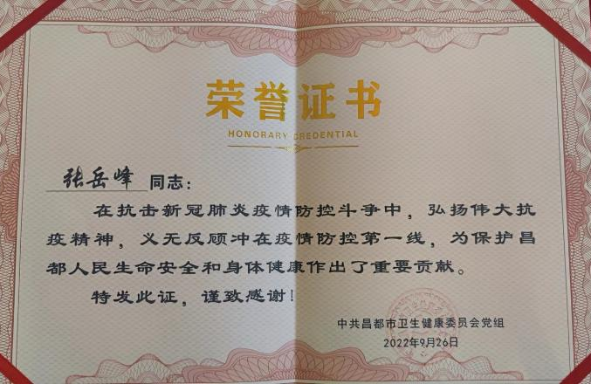 荣誉证书
HONORARY CREDENTIAL
张岳峰 同志：
在抗击新冠肺炎疫情防控斗争中，弘扬伟大抗
疫精神，义无反顾冲在疫情防控第一线，为保护昌
都人民生命安全和身体健康作出了重要贡献。
特发此证，谨致感谢！
中共昌都市卫生健康委员会党组
2022年9月26日